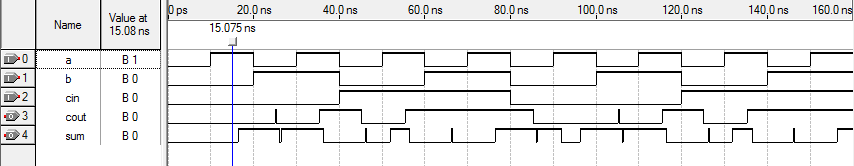 Name Value at 15.08 ns 0 ps 20.0 ns 40.0 ns 60.0 ns 80.0 ns 100.0 ns 120.0 ns 140.0 ns 160.0 ns
15.075 ns
0 a B 1
1 b B 0
2 cin B 0
3 cout B 0
4 sum B 0